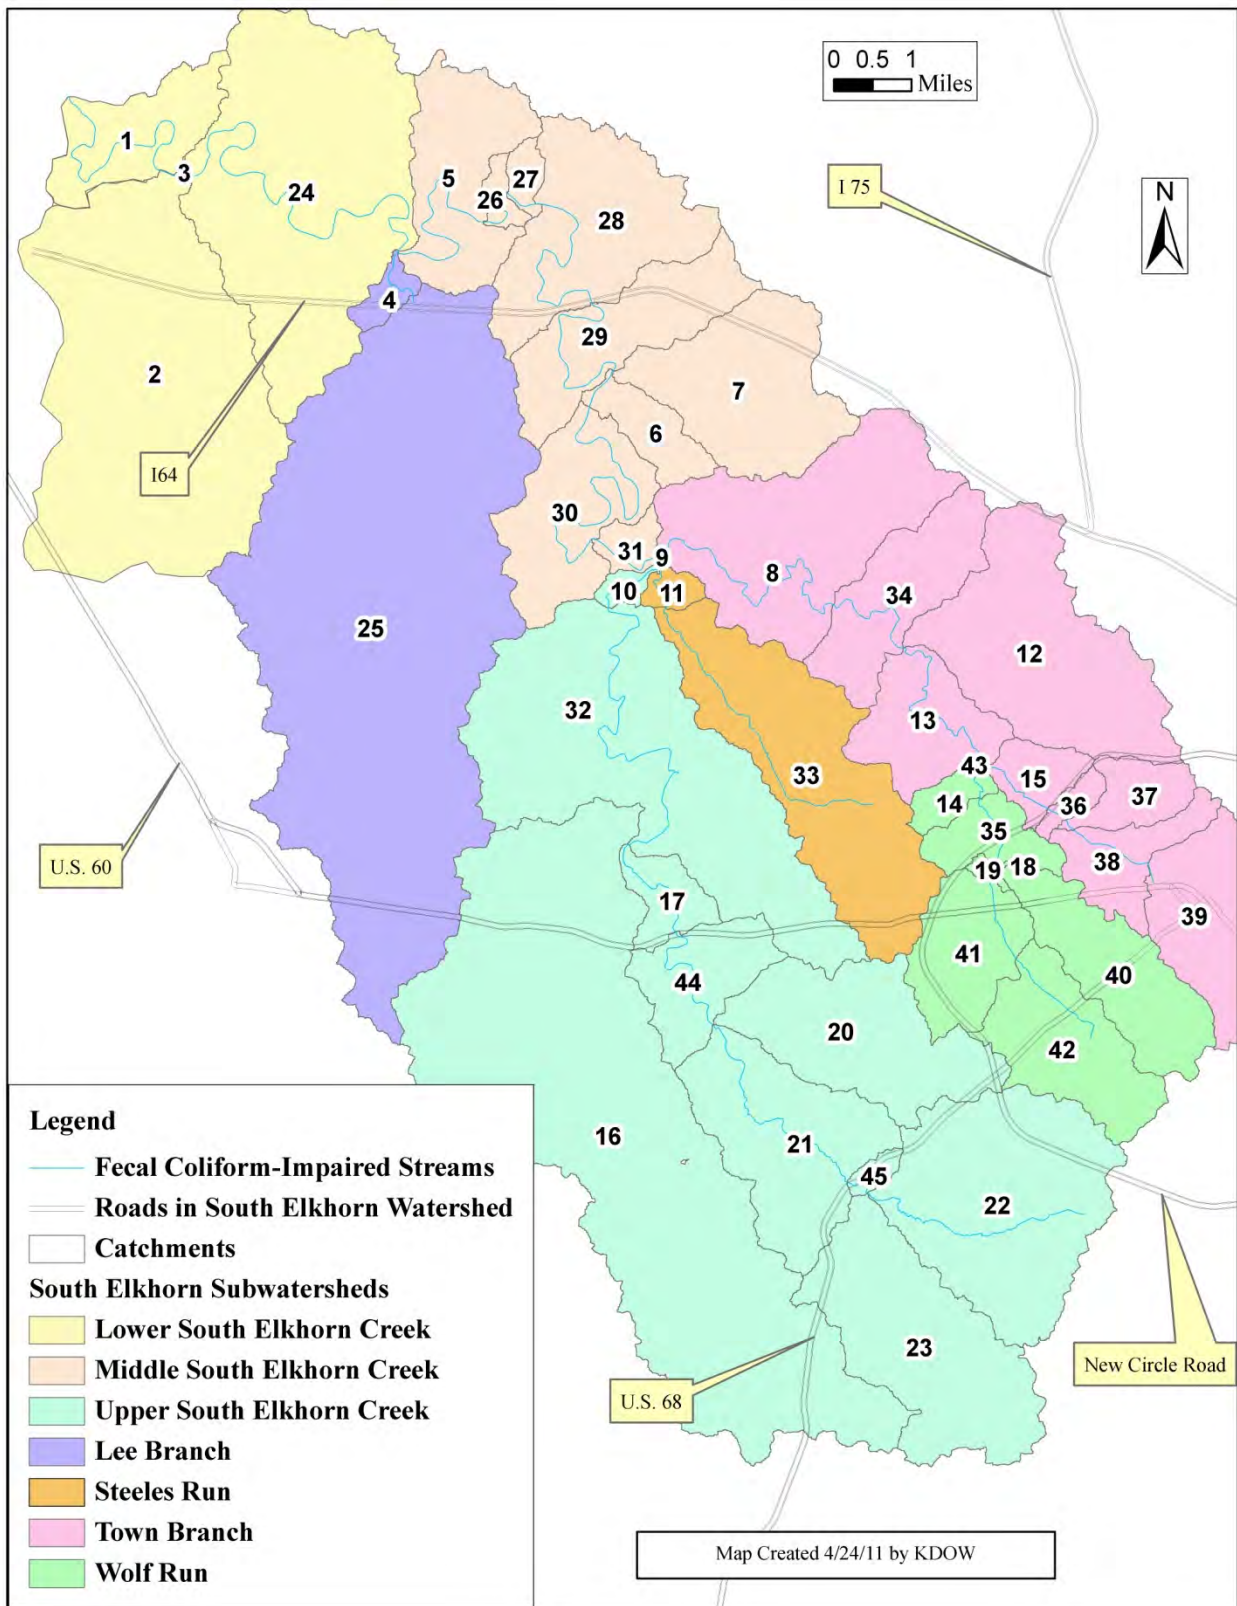 0 0.5 1
Miles
I 75
N
1
3
24
5
26
27
28
4
29
2
7
6
I64
30
31
9
8
10
11
34
25
12
32
13
33
43
15
14
36
37
35
U.S. 60
19
18
38
17
39
41
40
44
20
42
16
21
45
22
23
New Circle Road
U.S. 68
Legend
Fecal Coliform-Impaired Streams
Roads in South Elkhorn Watershed
Catchments
South Elkhorn Subwatersheds
Lower South Elkhorn Creek
Middle South Elkhorn Creek
Upper South Elkhorn Creek
Lee Branch
Steeles Run
Town Branch
Wolf Run
Map Created 4/24/11 by KDOW